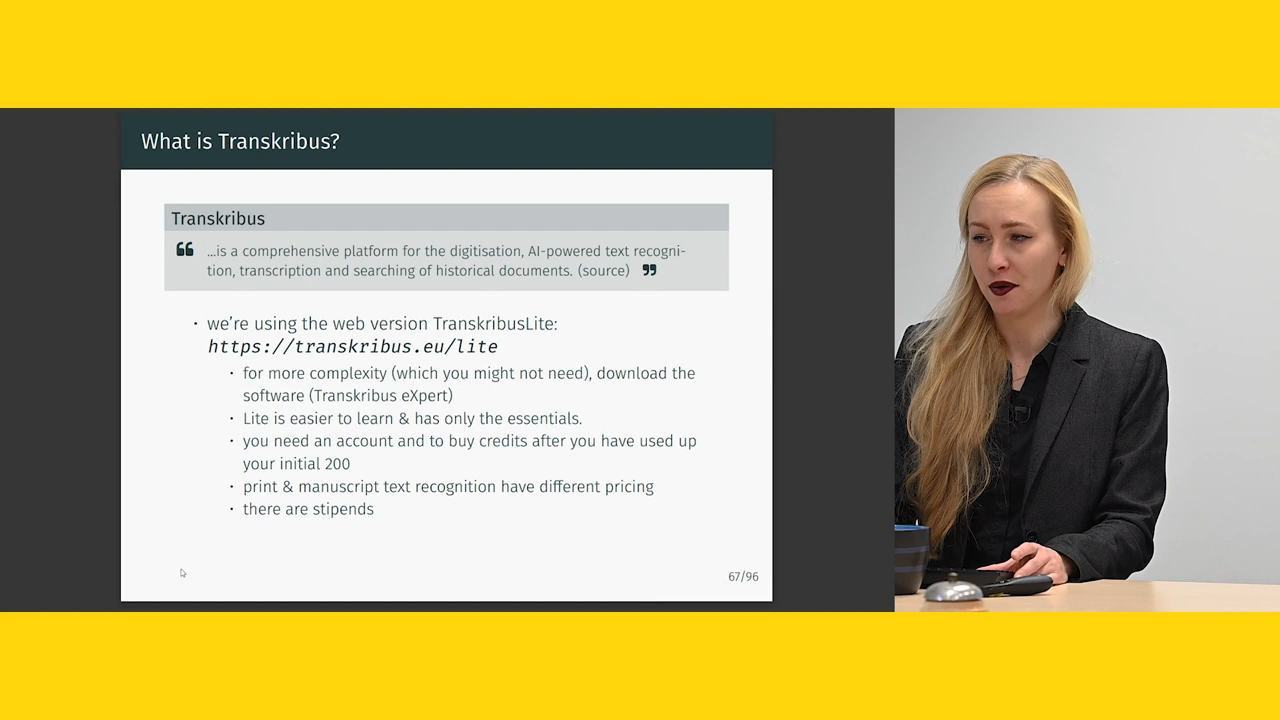 What is Transkribus?
Transkribus
“ ...is a comprehensive platform for the digitisation, AI-powered text recogni-
tion, transcription and searching of historical documents. (source) ”
• we're using the web version TranskribusLite:
https://transkribus.eu/lite
• for more complexity (which you might not need), download the
software (Transkribus eXpert)
• Lite is easier to learn & has only the essentials.
• you need an account and to buy credits after you have used up
your initial 200
• print & manuscript text recognition have different pricing
• there are stipends
67/96